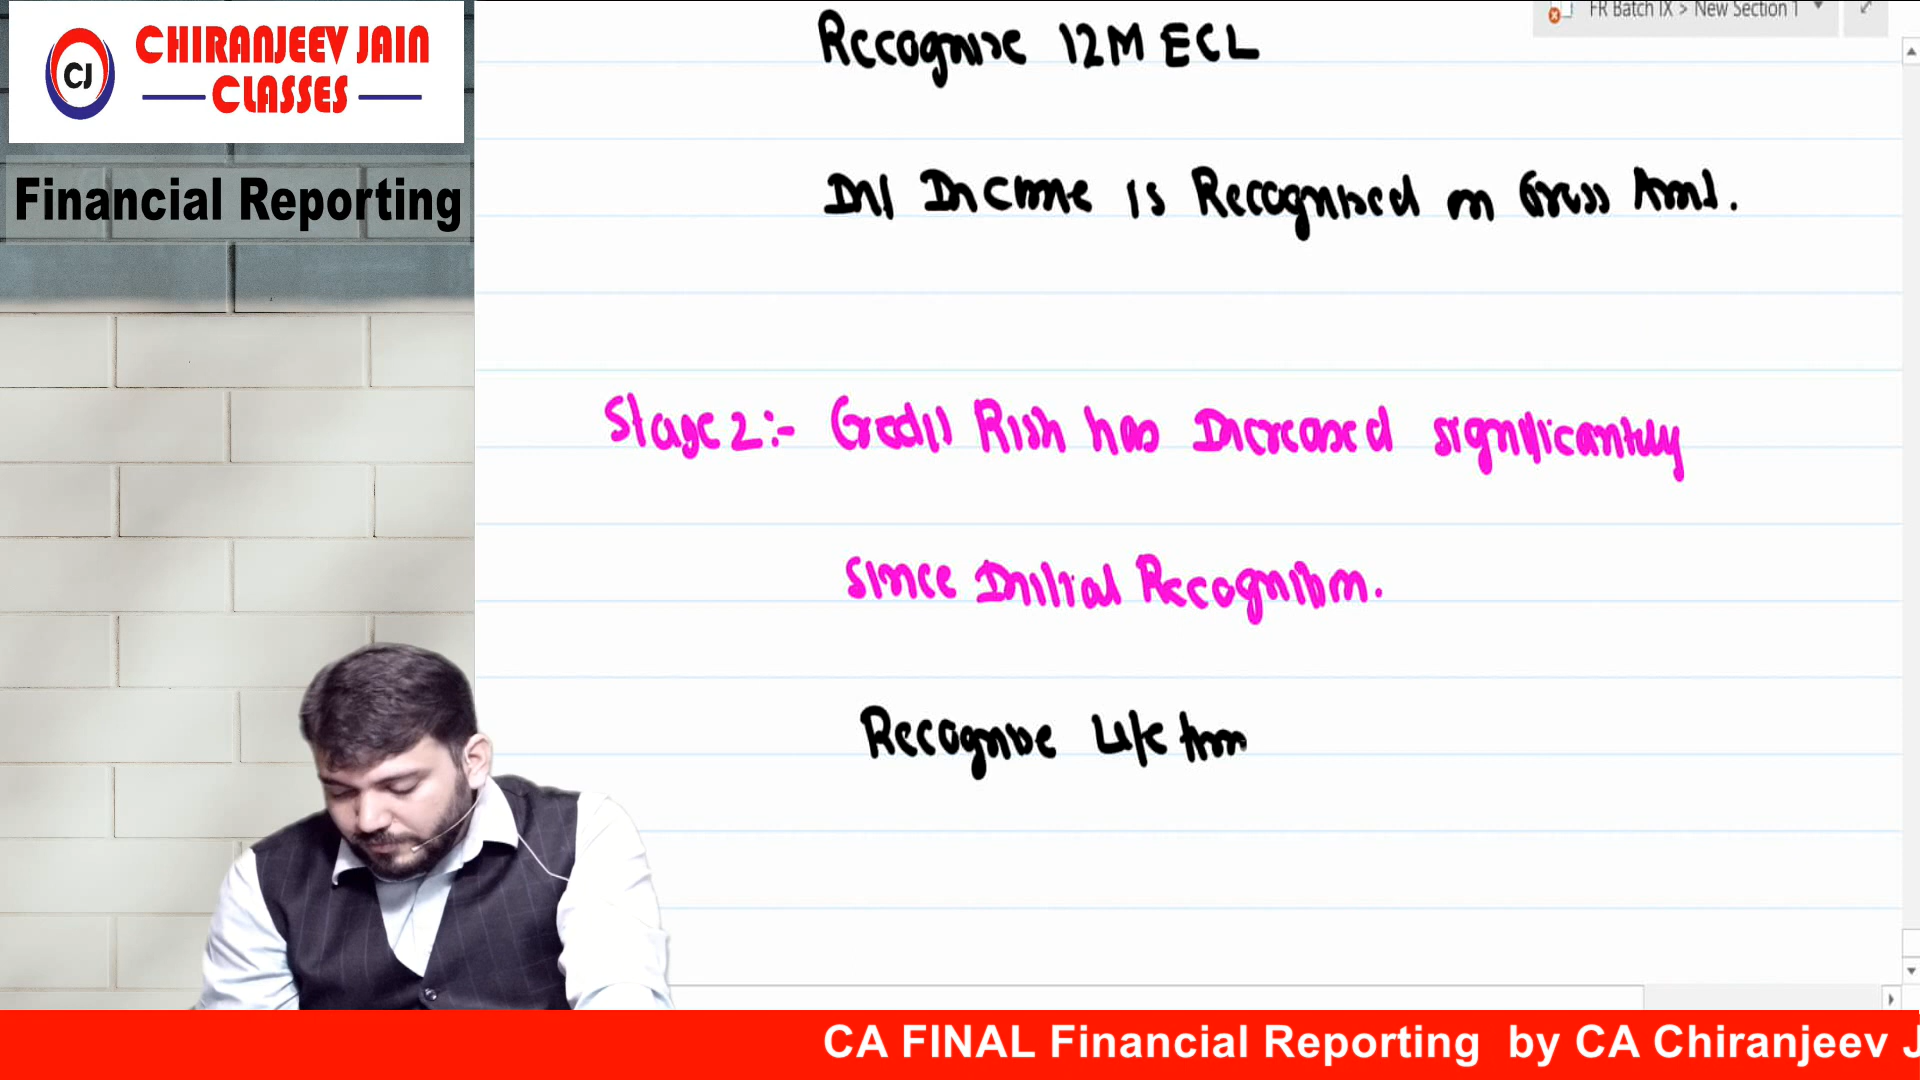 CHIRANJEEV JAIN
CJ
CLASSES
Financial Reporting
FR Batch IX > New Section 1
Recognise 12M ECL
Int Income is Recognised on Gross Amt.
Stage 2:- Credit Risk has Increased significantly
since Initial Recognition.
Recognise Life tim
CA FINAL Financial Reporting by CA Chiranjeev J